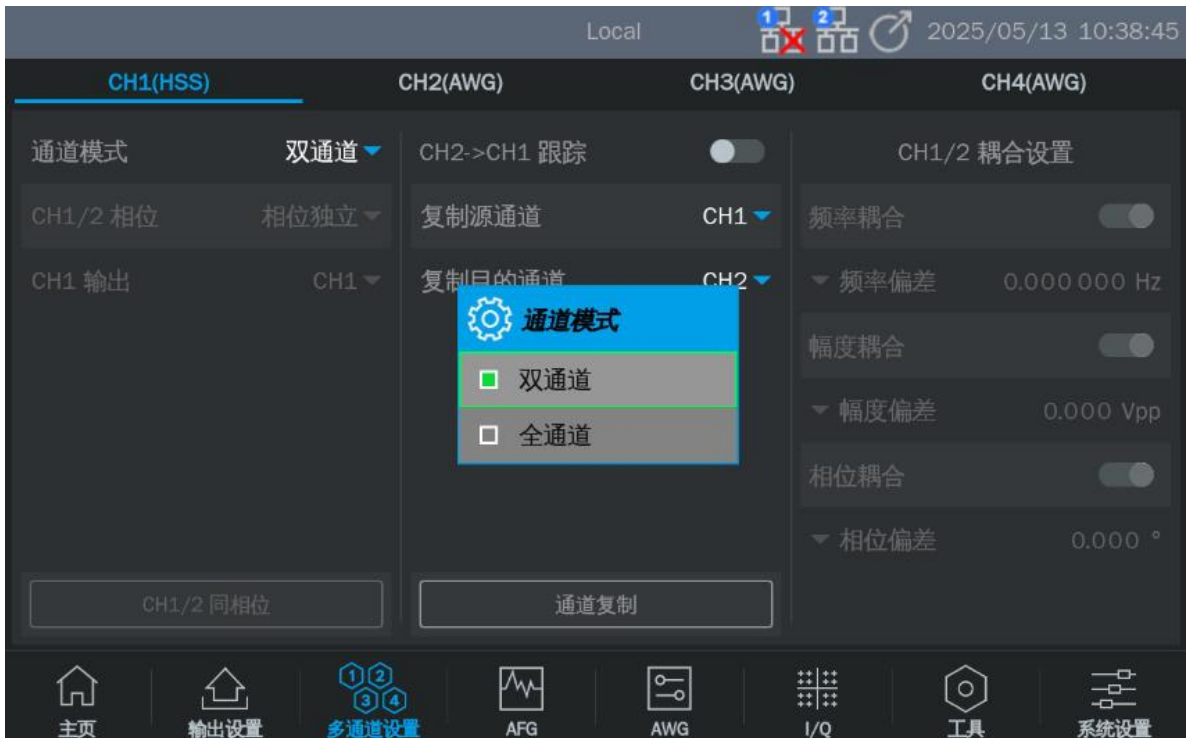 Local 1 2 2025/05/13 10:38:45
CH1(HSS) CH2(AWG) CH3(AWG) CH4(AWG)
通道模式 双通道 CH2->CH1 跟踪 CH1/2 耦合设置
CH1/2 相位 相位独立 复制源通道 CH1 频率耦合
CH1 输出 CH1 复制目的通道 CH2 频率偏差 0.000 000 Hz
通道模式
幅度耦合
双通道
幅度偏差 0.000 Vpp
全通道
相位耦合
相位偏差 0.000 °
CH1/2 同相位 通道复制
1 2 3 4
主页 输出设置 多通道设置 AFG AWG I/Q 工具 系统设置